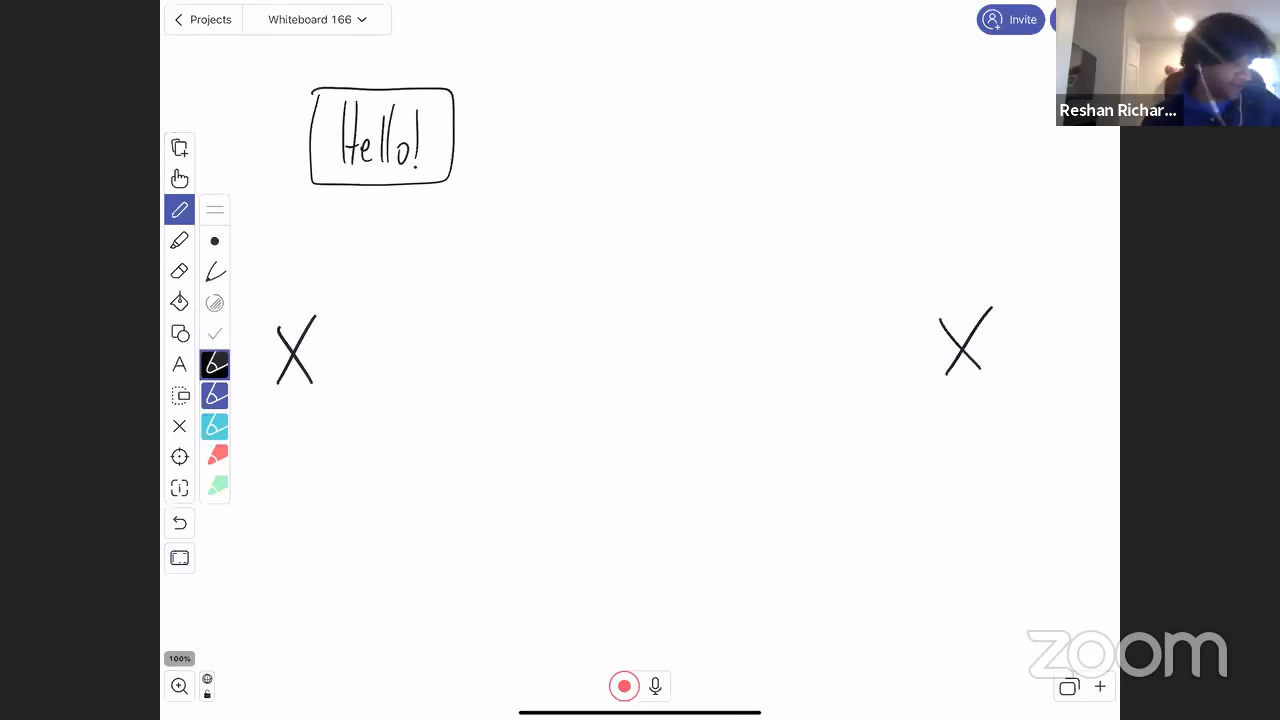 Projects
Whiteboard 166
Invite
Reshan Richar...
Hello!
X
X
A
100%
zoom